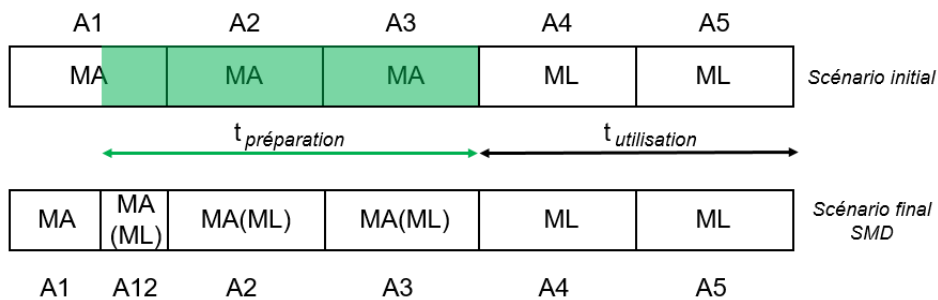 A1 A2 A3 A4 A5
MA MA MA ML ML Scénario initial
t préparation t utilisation
MA MA (ML) MA(ML) MA(ML) ML ML Scénario final SMD
A1 A12 A2 A3 A4 A5